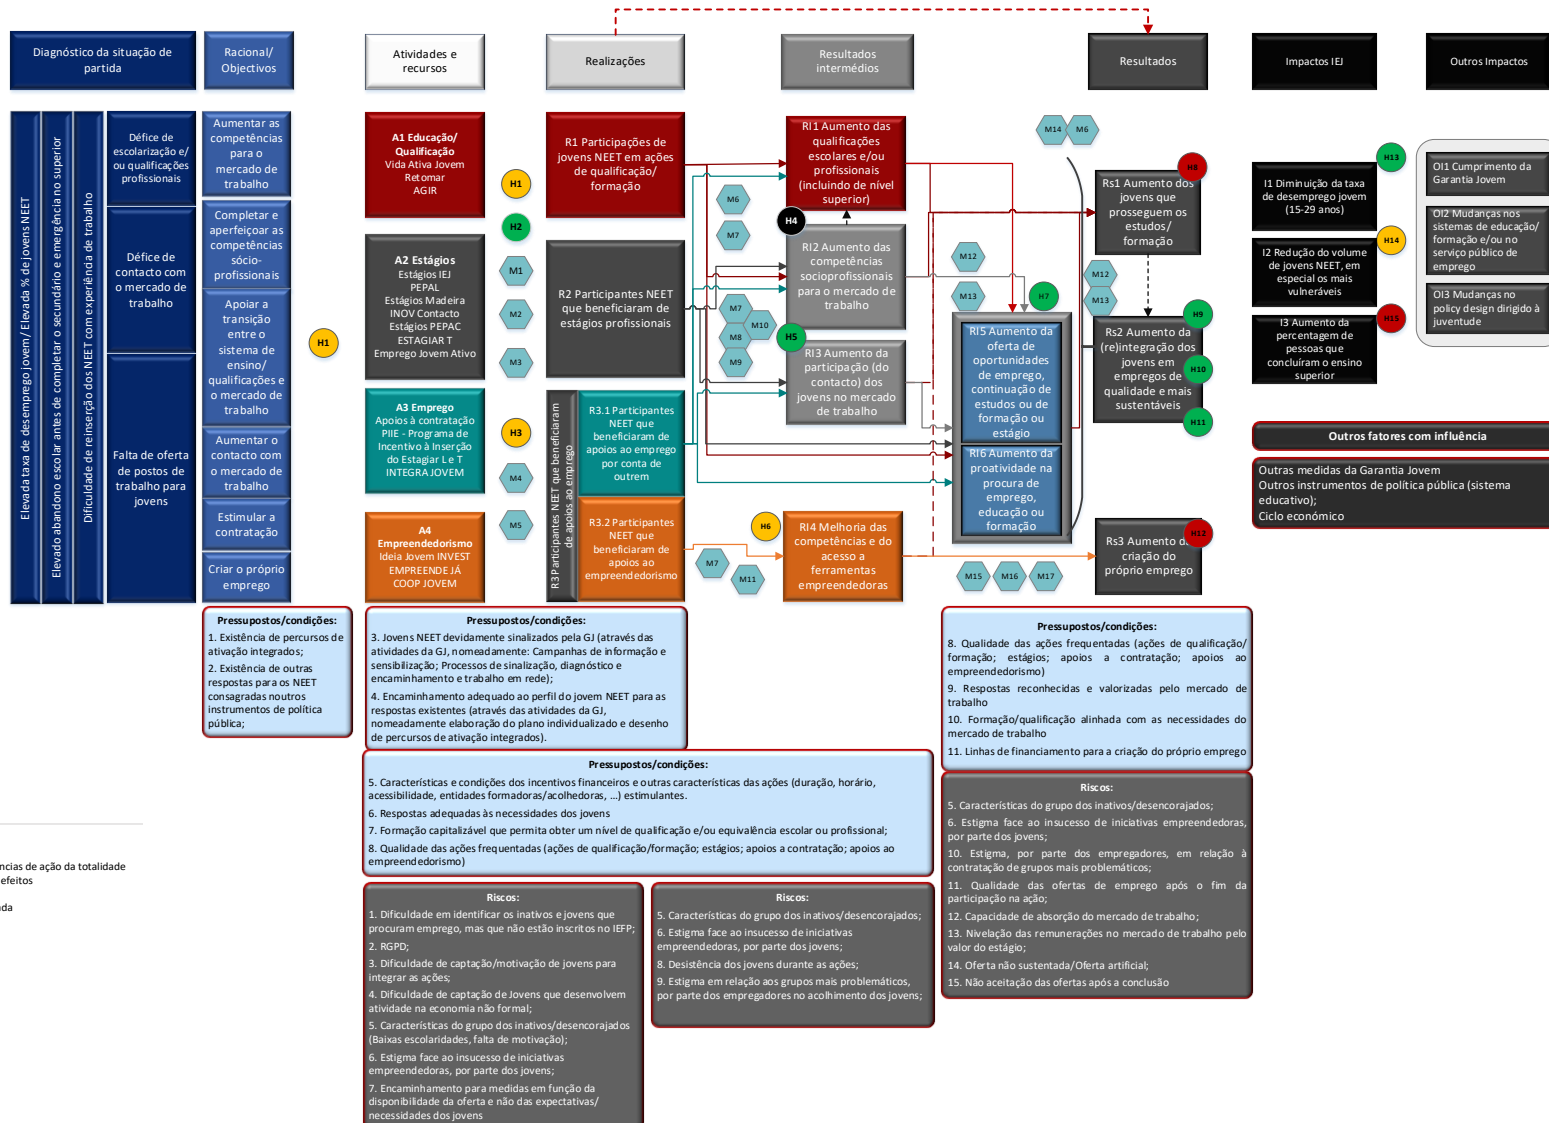 Diagnóstico da situação de
partida
Racional/
Objectivos
Atividades e
recursos
Realizações
Resultados
intermédios
Resultados
Impactos IEJ
Outros Impactos
Elevada taxa de desemprego jovem/ Elevada % de jovens NEET
Elevado abandono escolar antes de completar o secundário e emergência no superior
Dificuldade de reinserção dos NEET com experiência de trabalho
Défice de
escolarização e/
ou qualificações
profissionais
Défice de
contacto com
o mercado de
trabalho
Falta de oferta
de postos de
trabalho para
jovens
Aumentar as
competências
para o
mercado de
trabalho
Completar e
aperfeiçoar as
competências
sócio-
profissionais
Apoiar a
transição
entre o
sistema de
ensino/
qualificações e
o mercado de
trabalho
Aumentar o
contacto com
o mercado de
trabalho
Estimular a
contratação
Criar o próprio
emprego
H1
A1 Educação/
Qualificação
Vida Ativa Jovem
Retomar
AGIR
A2 Estágios
Estágios IEJ
PEPAL
Estágios Madeira
INOV Contacto
Estágios PEPAC
ESTAGIAR T
Emprego Jovem Ativo
A3 Emprego
Apoios à contratação
PIIE - Programa de
Incentivo à Inserção
do Estagiar L e T
INTEGRA JOVEM
A4
Empreendedorismo
Ideia Jovem INVEST
EMPREENDE JÁ
COOP JOVEM
H1
H2
M1
M2
M3
H3
M4
M5
R1 Participações de
jovens NEET em ações
de qualificação/
formação
R2 Participantes NEET
que beneficiaram de
estágios profissionais
R3 Participantes NEET que beneficiaram
de apoios ao emprego
R3.1 Participantes
NEET que
beneficiaram de
apoios ao emprego
por conta de
outrem
R3.2 Participantes
NEET que
beneficiaram de
apoios ao
empreendedorismo
M6
M7
M7
M10
M8
M9
M7
M11
H4
H5
H6
RI1 Aumento das
qualificações
escolares e/ou
profissionais
(incluindo de nível
superior)
RI2 Aumento das
competências
socioprofissionais
para o mercado de
trabalho
RI3 Aumento da
participação (do
contacto) dos
jovens no mercado
de trabalho
RI4 Melhoria das
competências e do
acesso a
ferramentas
empreendedoras
M12
M13
H7
RI5 Aumento da
oferta de
oportunidades
de emprego,
continuação de
estudos ou de
formação ou
estágio
RI6 Aumento da
proatividade na
procura de
emprego,
educação ou
formação
M14
M6
M12
M13
M15
M16
M17
H8
Rs1 Aumento dos
jovens que
prosseguem os
estudos/
formação
H9
Rs2 Aumento da
(re)integração dos
jovens em
empregos de
qualidade e mais
sustentáveis
H10
H11
H12
Rs3 Aumento da
criação do
próprio emprego
H13
I1 Diminuição da taxa
de desemprego jovem
(15-29 anos)
H14
I2 Redução do volume
de jovens NEET, em
especial os mais
vulneráveis
H15
I3 Aumento da
percentagem de
pessoas que
concluíram o ensino
superior
OI1 Cumprimento da
Garantia Jovem
OI2 Mudanças nos
sistemas de educação/
formação e/ou no
serviço público de
emprego
OI3 Mudanças no
policy design dirigido à
juventude
Outros fatores com influência
Outras medidas da Garantia Jovem
Outros instrumentos de política pública (sistema
educativo);
Ciclo económico
Pressupostos/condições:
1. Existência de percursos de
ativação integrados;
2. Existência de outras
respostas para os NEET
consagradas noutros
instrumentos de política
pública;
Pressupostos/condições:
3. Jovens NEET devidamente sinalizados pela GJ (através das
atividades da GJ, nomeadamente: Campanhas de informação e
sensibilização; Processos de sinalização, diagnóstico e
encaminhamento e trabalho em rede);
4. Encaminhamento adequado ao perfil do jovem NEET para as
respostas existentes (através das atividades da GJ,
nomeadamente elaboração do plano individualizado e desenho
de percursos de ativação integrados).
Pressupostos/condições:
5. Características e condições dos incentivos financeiros e outras características das ações (duração, horário,
acessibilidade, entidades formadoras/acolhedoras, ...) estimulantes.
6. Respostas adequadas às necessidades dos jovens
7. Formação capitalizável que permita obter um nível de qualificação e/ou equivalência escolar ou profissional;
8. Qualidade das ações frequentadas (ações de qualificação/formação; estágios; apoios a contratação; apoios ao
empreendedorismo)
Pressupostos/condições:
8. Qualidade das ações frequentadas (ações de qualificação/
formação; estágios; apoios a contratação; apoios ao
empreendedorismo)
9. Respostas reconhecidas e valorizadas pelo mercado de
trabalho
10. Formação/qualificação alinhada com as necessidades do
mercado de trabalho
11. Linhas de financiamento para a criação do próprio emprego
Riscos:
1. Dificuldade em identificar os inativos e jovens que
procuram emprego, mas que não estão inscritos no IEFP;
2. RGPD;
3. Dificuldade de captação/motivação de jovens para
integrar as ações;
4. Dificuldade de captação de Jovens que desenvolvem
atividade na economia não formal;
5. Características do grupo dos inativos/desencorajados
(Baixas escolaridades, falta de motivação);
6. Estigma face ao insucesso de iniciativas
empreendedoras, por parte dos jovens;
7. Encaminhamento para medidas em função da
disponibilidade da oferta e não das expectativas/
necessidades dos jovens
Riscos:
5. Características do grupo dos inativos/desencorajados;
6. Estigma face ao insucesso de iniciativas
empreendedoras, por parte dos jovens;
8. Desistência dos jovens durante as ações;
9. Estigma em relação aos grupos mais problemáticos,
por parte dos empregadores no acolhimento dos jovens;
Riscos:
5. Características do grupo dos inativos/desencorajados;
6. Estigma face ao insucesso de iniciativas empreendedoras,
por parte dos jovens;
10. Estigma, por parte dos empregadores, em relação à
contratação de grupos mais problemáticos;
11. Qualidade das ofertas de emprego após o fim da
participação na ação;
12. Capacidade de absorção do mercado de trabalho;
13. Nivelação das remunerações no mercado de trabalho pelo
valor do estágio;
14. Oferta não sustentada/Oferta artificial;
15. Não aceitação das ofertas após a conclusão
ncias de ação da totalidade
efeitos
da